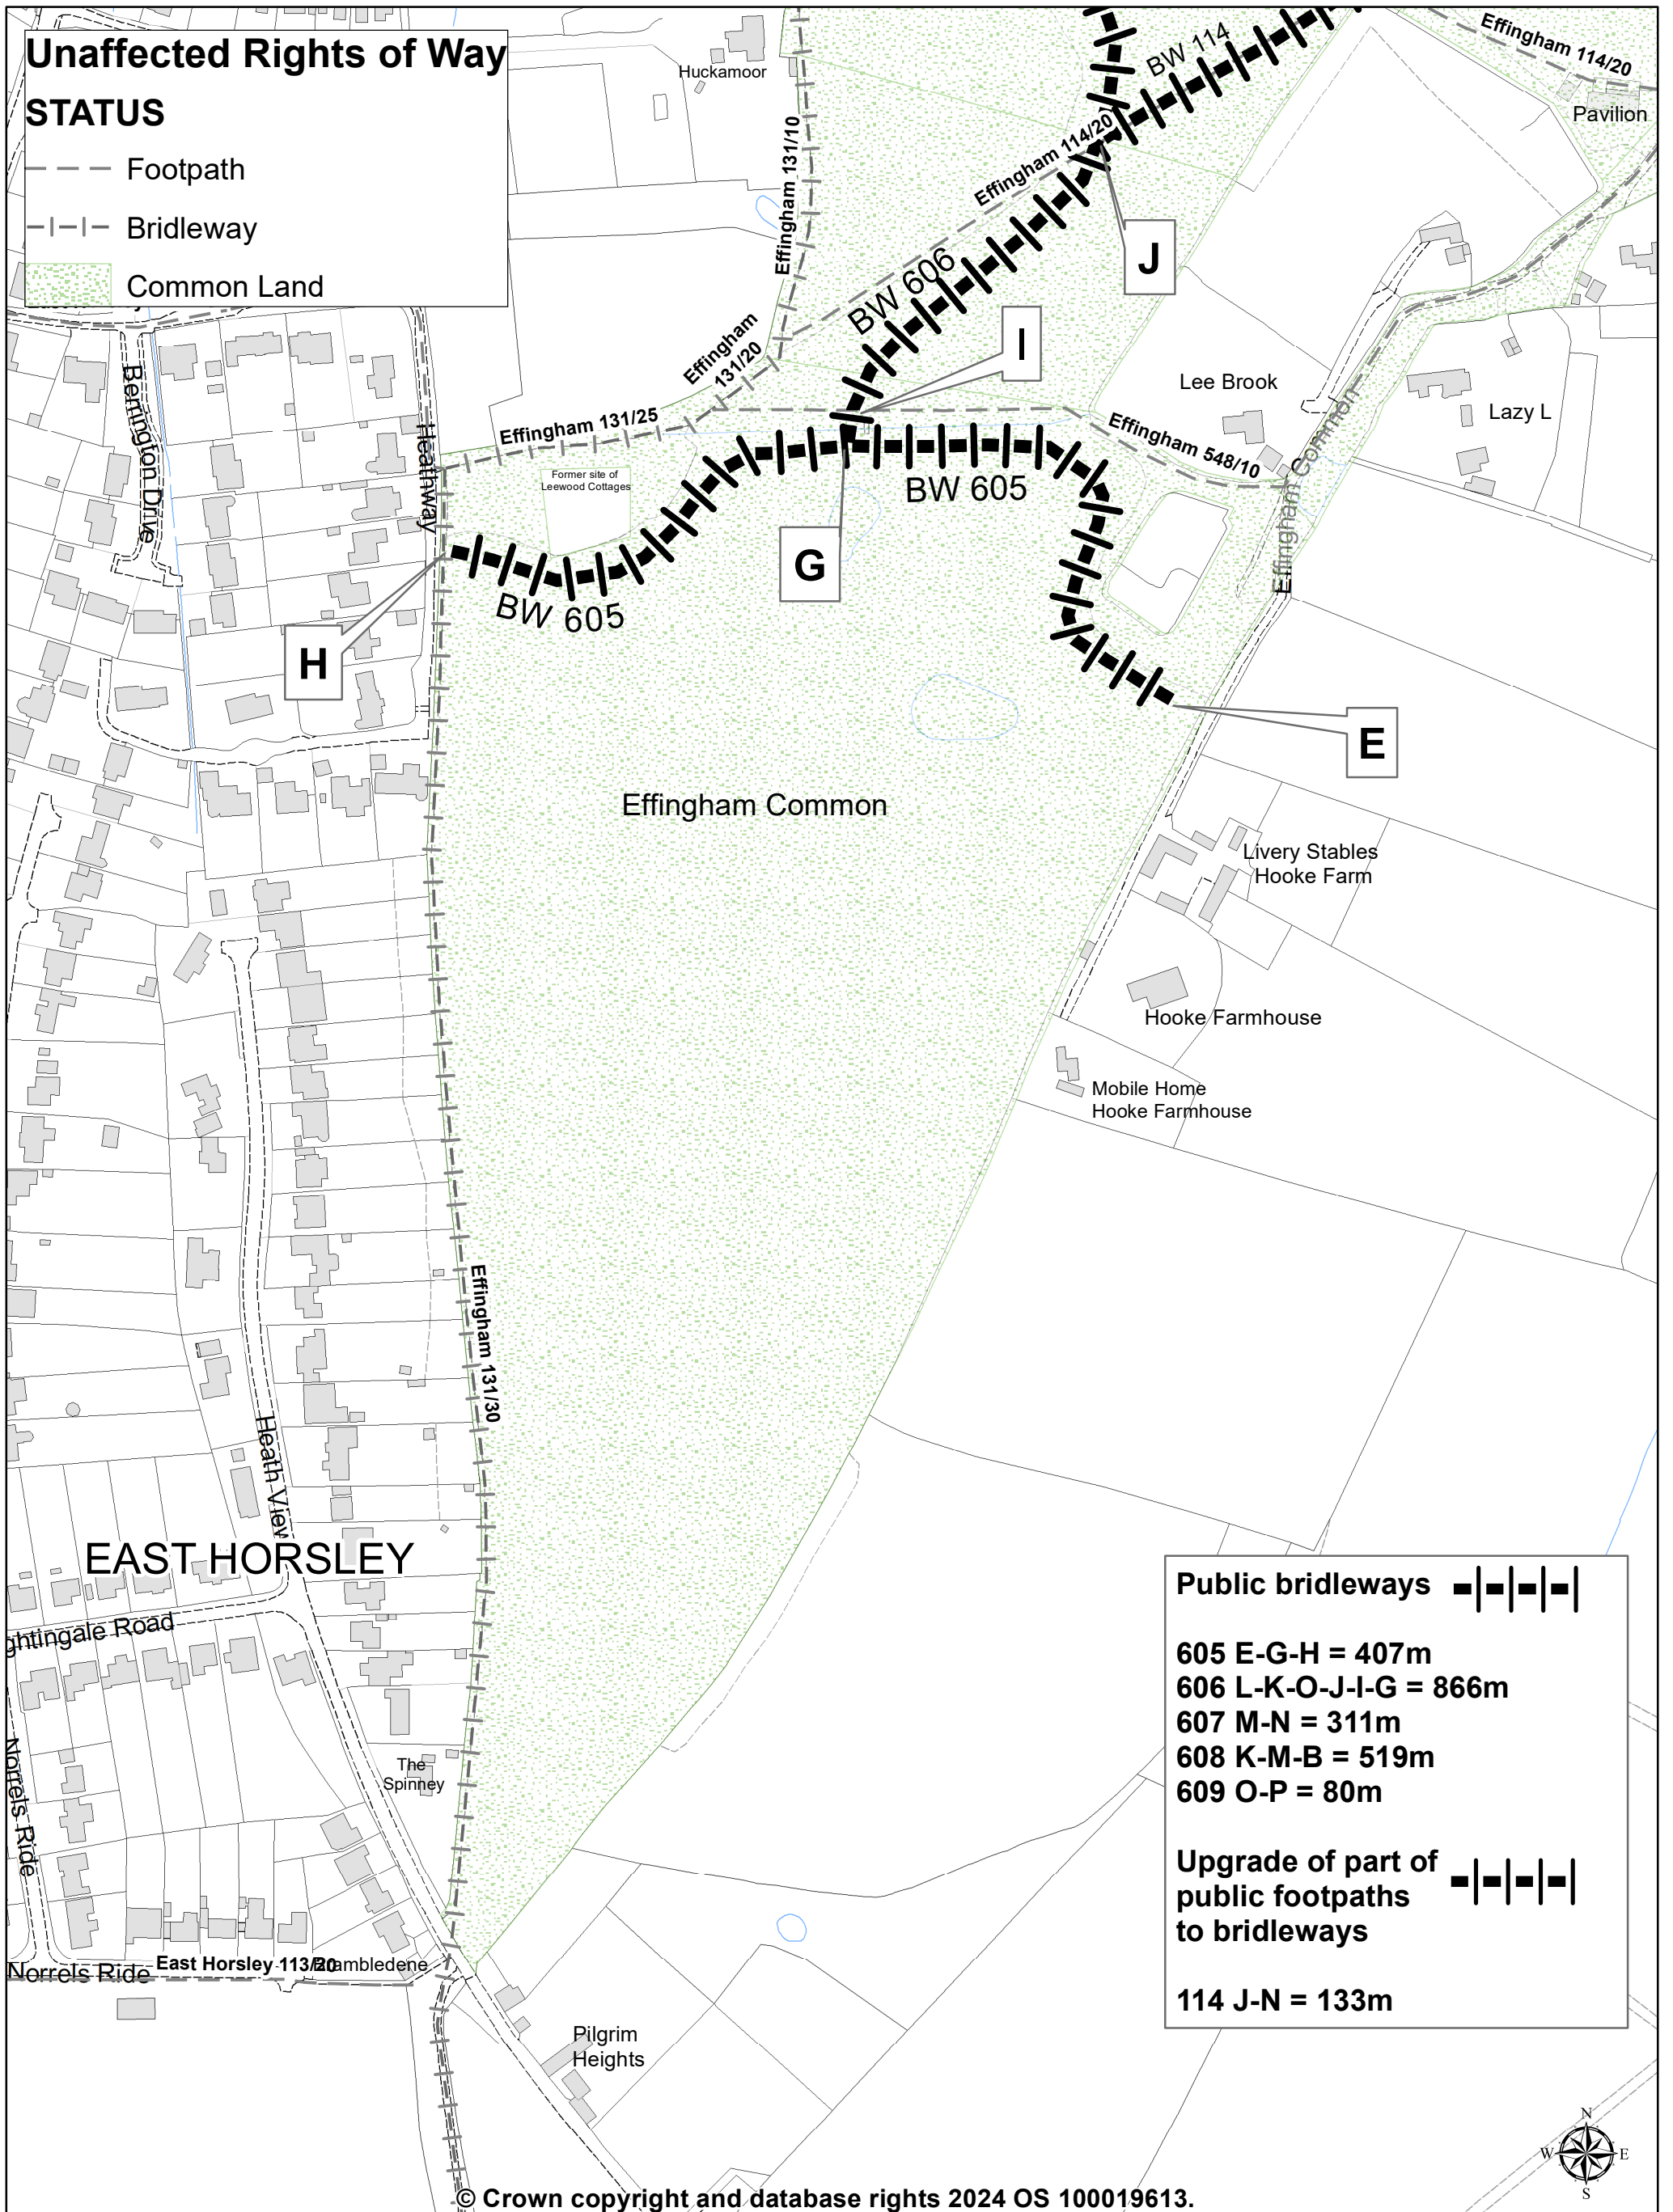 Unaffected Rights of Way
STATUS
Footpath
Bridleway
Common Land
Huckamoor
BW 114
Effingham 114/20
Pavilion
Effingham 131/10
Effingham 114/20
J
BW 606
I
Effingham
131/20
Lee Brook
Lazy L
Berrington Drive
Heathway
Effingham 131/25
Effingham 548/10
Effingham Common
Former site of
Leewood Cottages
BW 605
G
BW 605
H
E
Effingham Common
Livery Stables
Hooke Farm
Hooke Farmhouse
Mobile Home
Hooke Farmhouse
Effingham 131/30
Heath View
EAST HORSLEY
ghtingale Road
Norrels Ride
The
Spinney
Norrels Ride
East Horsley 113/20
Brambledene
Pilgrim
Heights
Public bridleways
605 E-G-H = 407m
606 L-K-O-J-I-G = 866m
607 M-N = 311m
608 K-M-B = 519m
609 O-P = 80m
Upgrade of part of
public footpaths
to bridleways
114 J-N = 133m
N
W
E
S
© Crown copyright and database rights 2024 OS 100019613.